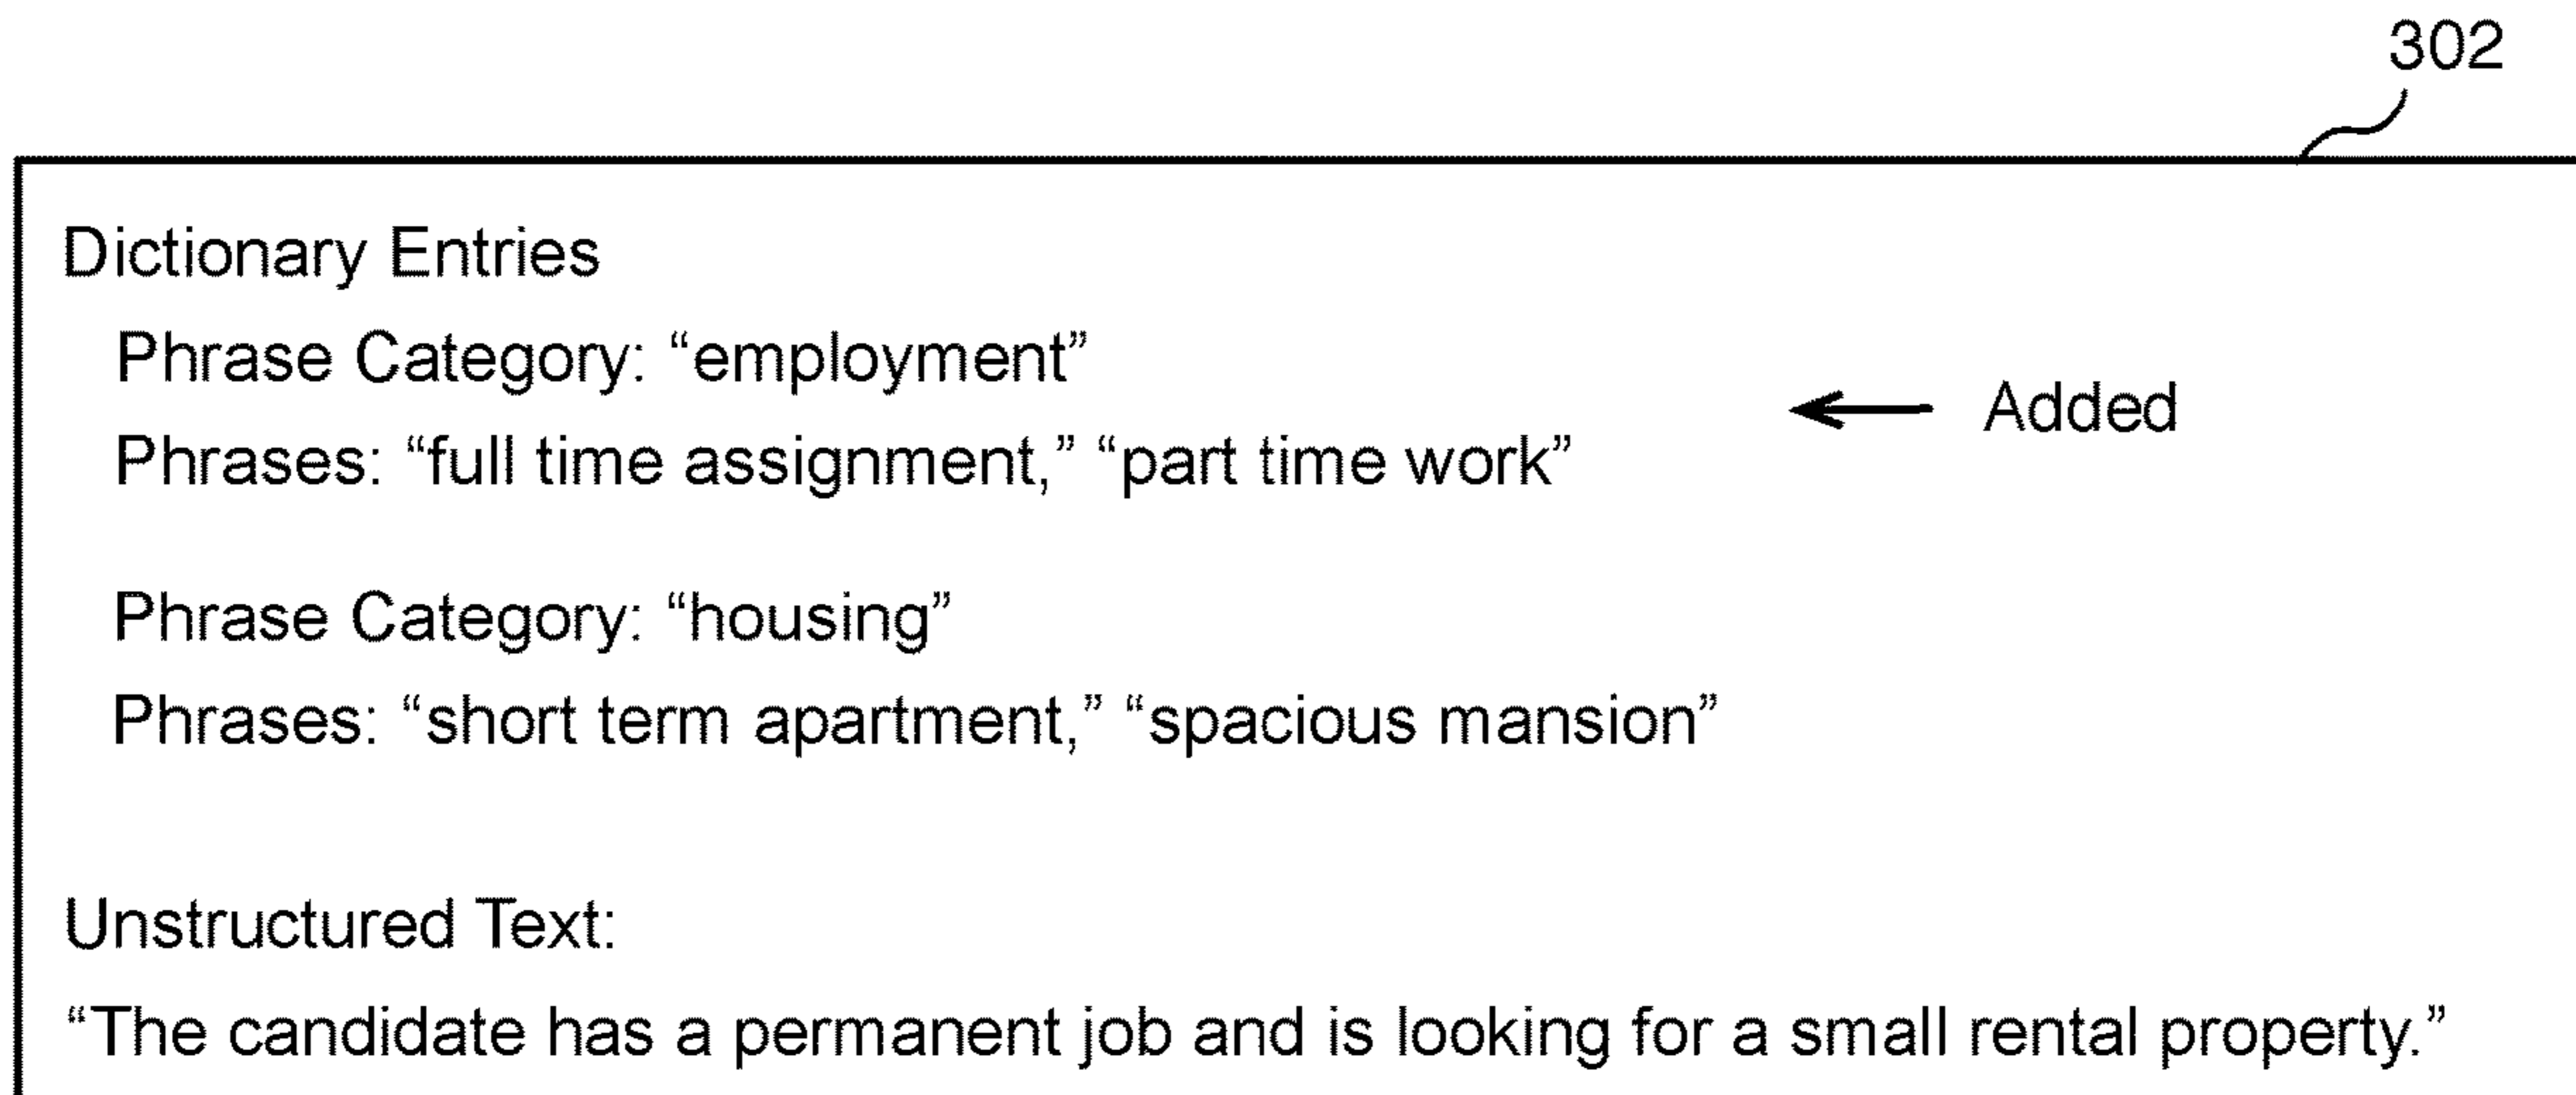 302
Dictionary Entries
Phrase Category: “employment”
Added
Phrases: “full time assignment,” “part time work”
Phrase Category: “housing”
Phrases: “short term apartment,” “spacious mansion”
Unstructured Text:
“The candidate has a permanent job and is looking for a small rental property.”